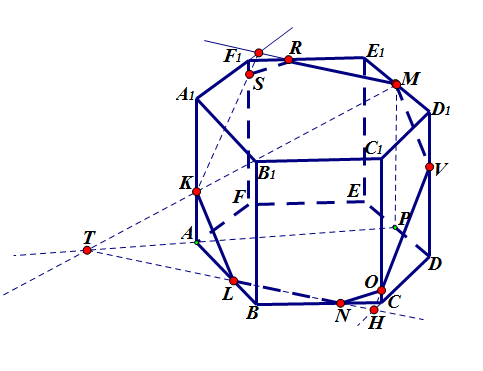 F1 R E1
S M
A1 D1
B1 C1 V
K F E
A P
T D
L O
B N C
H